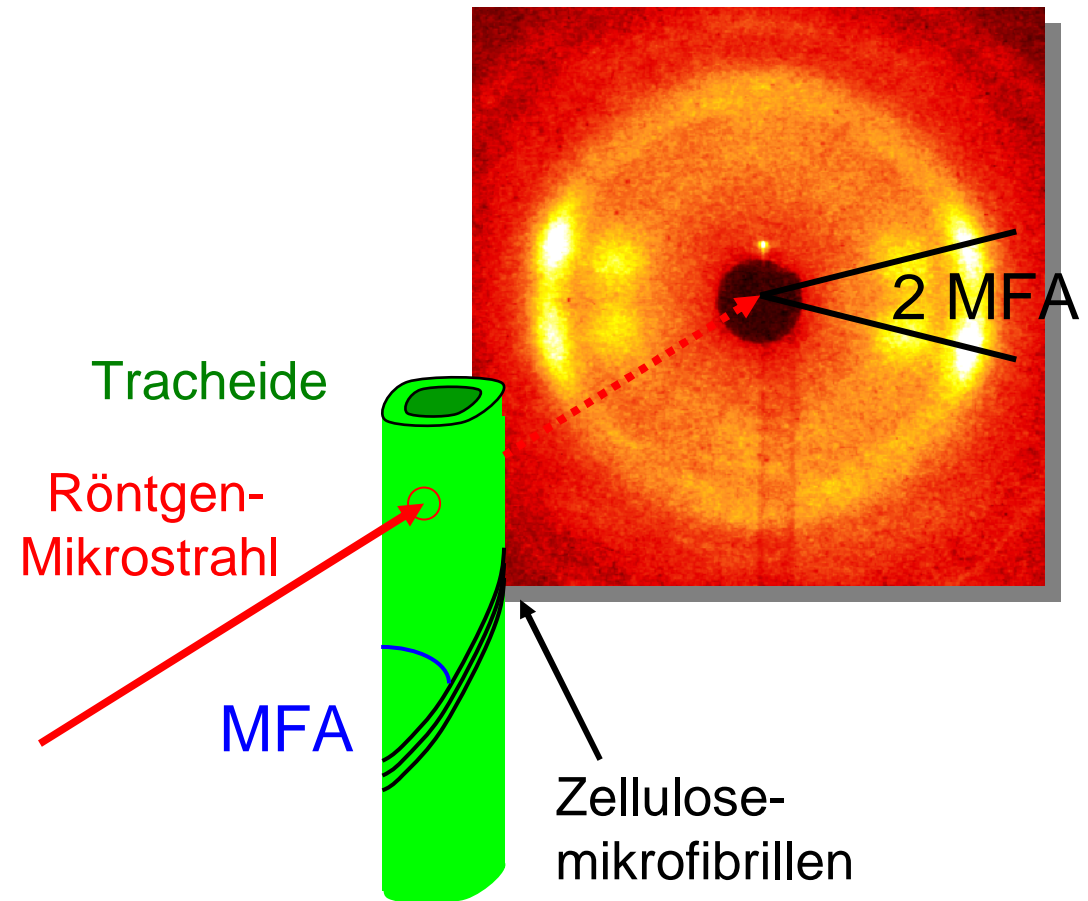 2 MFA
Tracheide
Röntgen-
Mikrostrahl
MFA
Zellulose-
mikrofibrillen